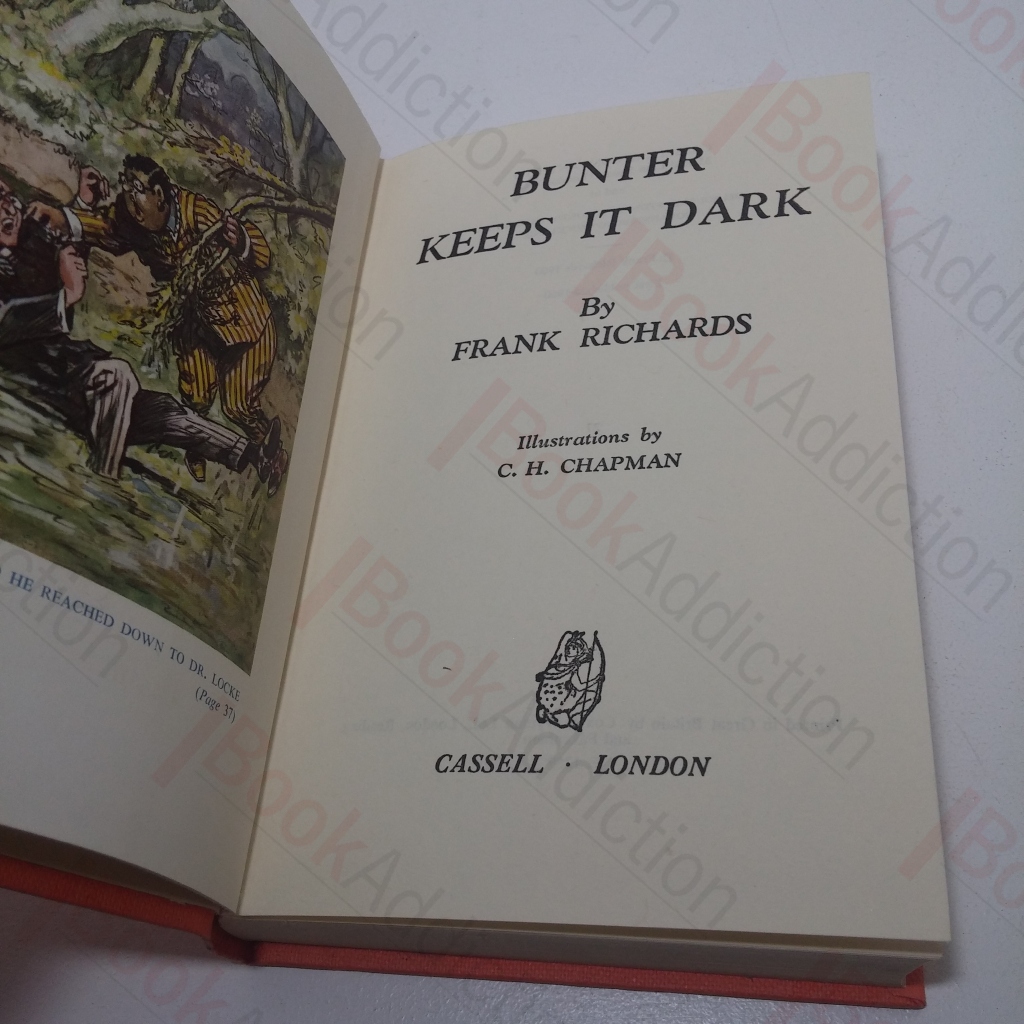 HE REACHED DOWN TO DR. LOCKE
(Page 37)
BUNTER
KEEPS IT DARK
By
FRANK RICHARDS
Illustrations by
C. H. CHAPMAN
CASSELL · LONDON
BookAddiction